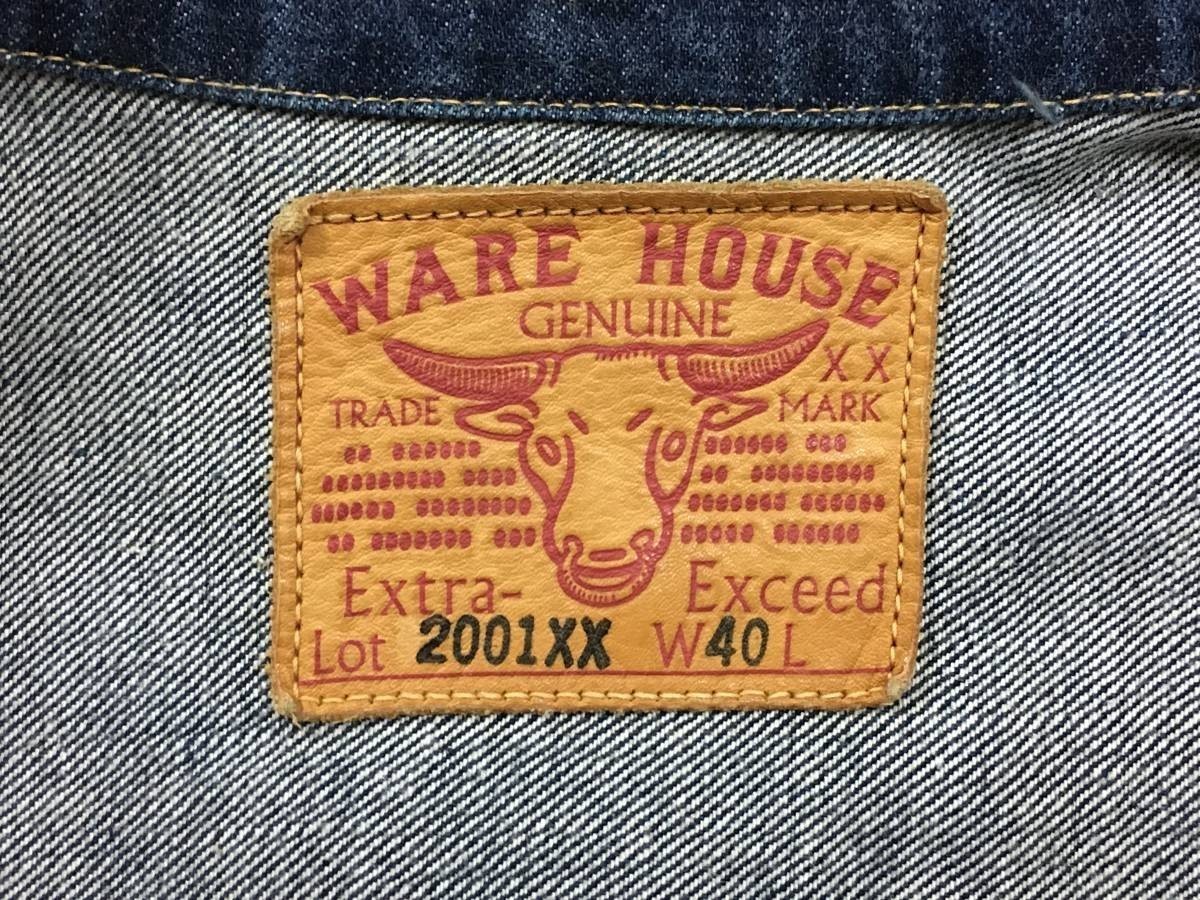 WARE HOUSE
GENUINE
XX
TRADE MARK
Extra- Exceed
Lot 2001XX W40 L